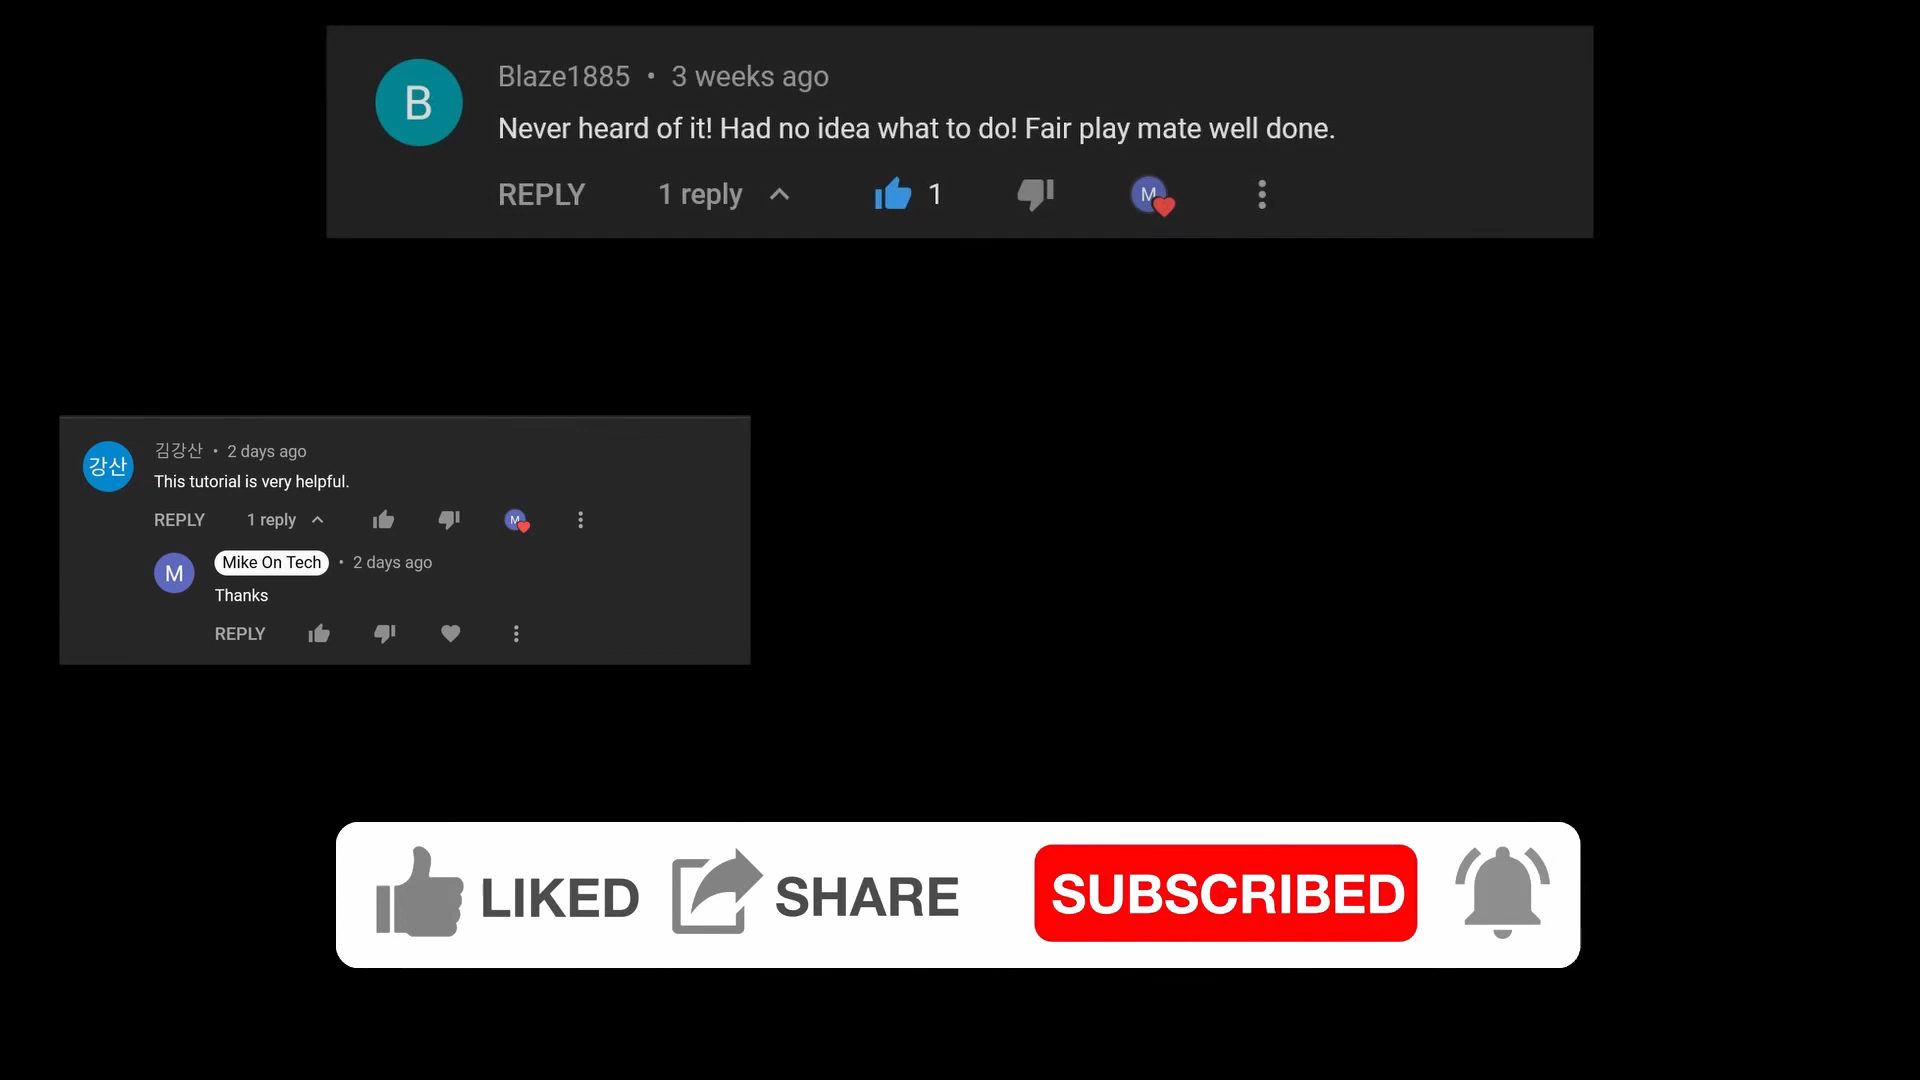 B
Blaze1885 • 3 weeks ago
Never heard of it! Had no idea what to do! Fair play mate well done.
REPLY 1 reply 1 M
강산
김강산 • 2 days ago
This tutorial is very helpful.
REPLY 1 reply M
M
Mike On Tech • 2 days ago
Thanks
REPLY
LIKED SHARE SUBSCRIBED